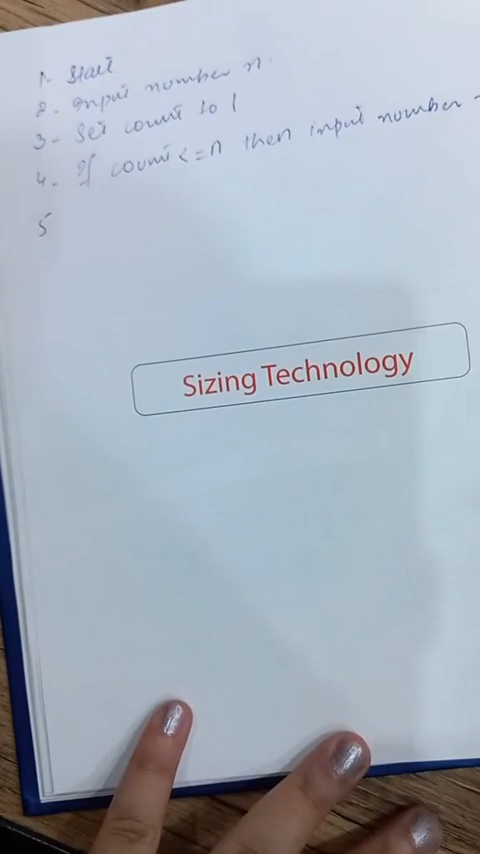 1- Start
2- Input number n.
3- Set count to 1
4- If count <= n then input number -
5
Sizing Technology